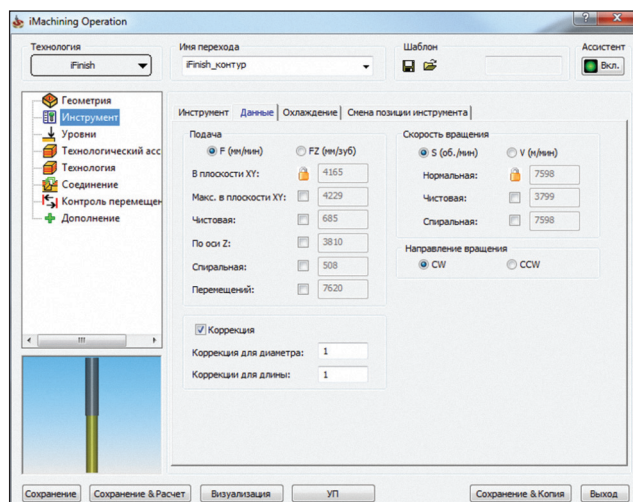 iMachining Operation
Технология
Имя перехода
Шаблон
Ассистент
iFinish
iFinish_контур
Вкл.
Геометрия
Инструмент
Уровни
Технологический асс
Технология
Соединение
Контроль перемещен
Дополнение
Инструмент Данные Охлаждение Смена позиции инструмента
Подача
F (мм/мин) FZ (мм/зуб)
В плоскости XY: 4165
Макс. в плоскости XY: 4229
Чистовая: 685
По оси Z: 3810
Спиральная: 508
Перемещений: 7620
Скорость вращения
S (об./мин) V (м/мин)
Нормальная: 7598
Чистовая: 3799
Спиральная: 7598
Направление вращения
CW CCW
Коррекция
Коррекция для диаметра: 1
Коррекции для длины: 1
Сохранение Сохранение & Расчет Визуализация УП Сохранение & Копия Выход